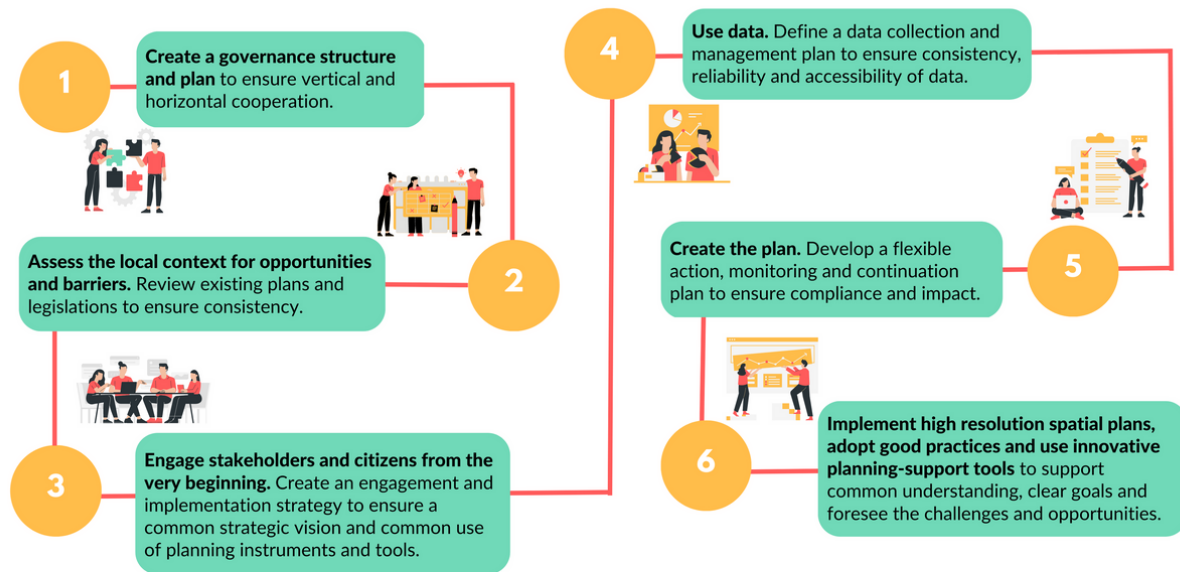 1
Create a governance structure
and plan to ensure vertical and
horizontal cooperation.
2
Assess the local context for opportunities
and barriers. Review existing plans and
legislations to ensure consistency.
3
Engage stakeholders and citizens from the
very beginning. Create an engagement and
implementation strategy to ensure a
common strategic vision and common use
of planning instruments and tools.
4
Use data. Define a data collection and
management plan to ensure consistency,
reliability and accessibility of data.
5
Create the plan. Develop a flexible
action, monitoring and continuation
plan to ensure compliance and impact.
6
Implement high resolution spatial plans,
adopt good practices and use innovative
planning-support tools to support
common understanding, clear goals and
foresee the challenges and opportunities.